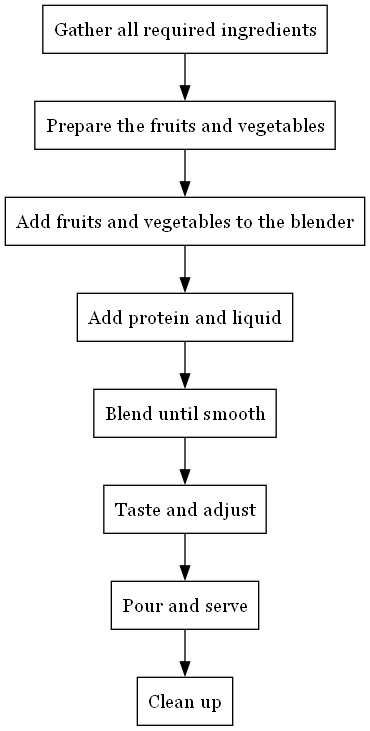 Gather all required ingredients
Prepare the fruits and vegetables
Add fruits and vegetables to the blender
Add protein and liquid
Blend until smooth
Taste and adjust
Pour and serve
Clean up